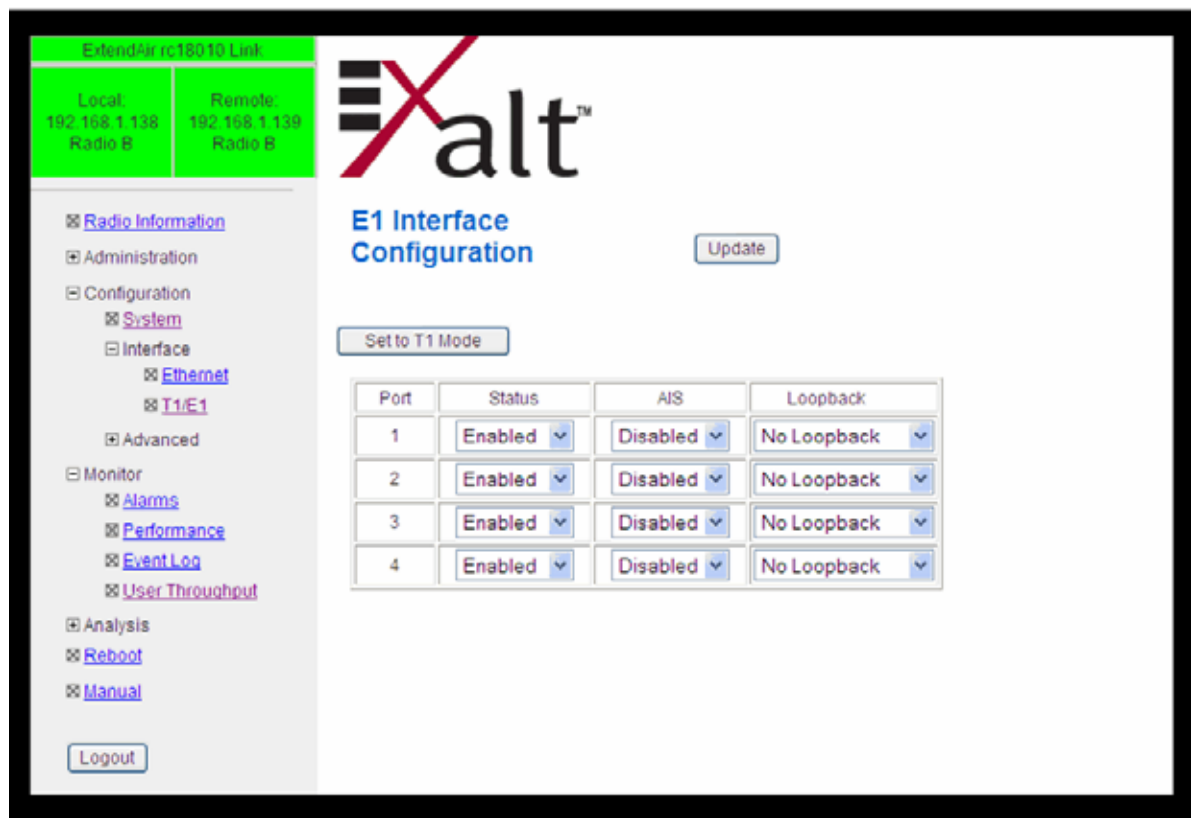 ExtendAir rc18010 Link
Local:
192.168.1.138
Radio B
Remote:
192.168.1.139
Radio B
Radio Information
Administration
Configuration
System
Interface
Ethernet
T1/E1
Advanced
Monitor
Alarms
Performance
Event Log
User Throughput
Analysis
Reboot
Manual
Logout
EXalt™
E1 Interface
Configuration
Update
Set to T1 Mode
Port Status AIS Loopback
1 Enabled Disabled No Loopback
2 Enabled Disabled No Loopback
3 Enabled Disabled No Loopback
4 Enabled Disabled No Loopback